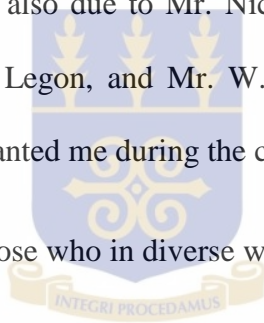 also due to Mr. Nic
Legon, and Mr. W.
anted me during the c
ose who in diverse w
INTEGRI PROCEDAMUS